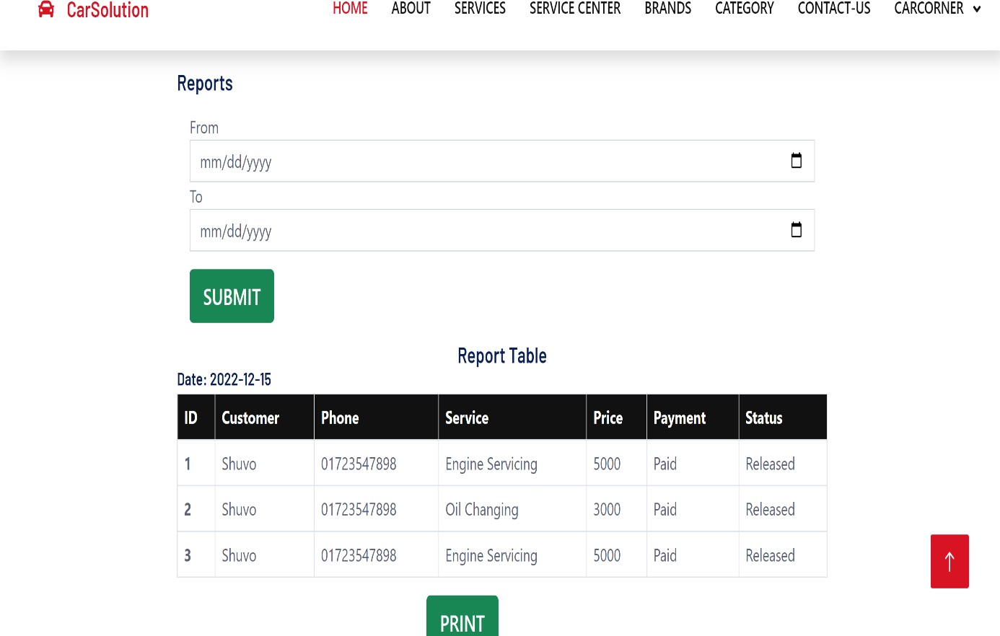 CarSolution HOME ABOUT SERVICES SERVICE CENTER BRANDS CATEGORY CONTACT-US CARCORNER
Reports
From
mm/dd/yyyy
To
mm/dd/yyyy
SUBMIT
Report Table
Date: 2022-12-15
ID Customer Phone Service Price Payment Status
1 Shuvo 01723547898 Engine Servicing 5000 Paid Released
2 Shuvo 01723547898 Oil Changing 3000 Paid Released
3 Shuvo 01723547898 Engine Servicing 5000 Paid Released
PRINT